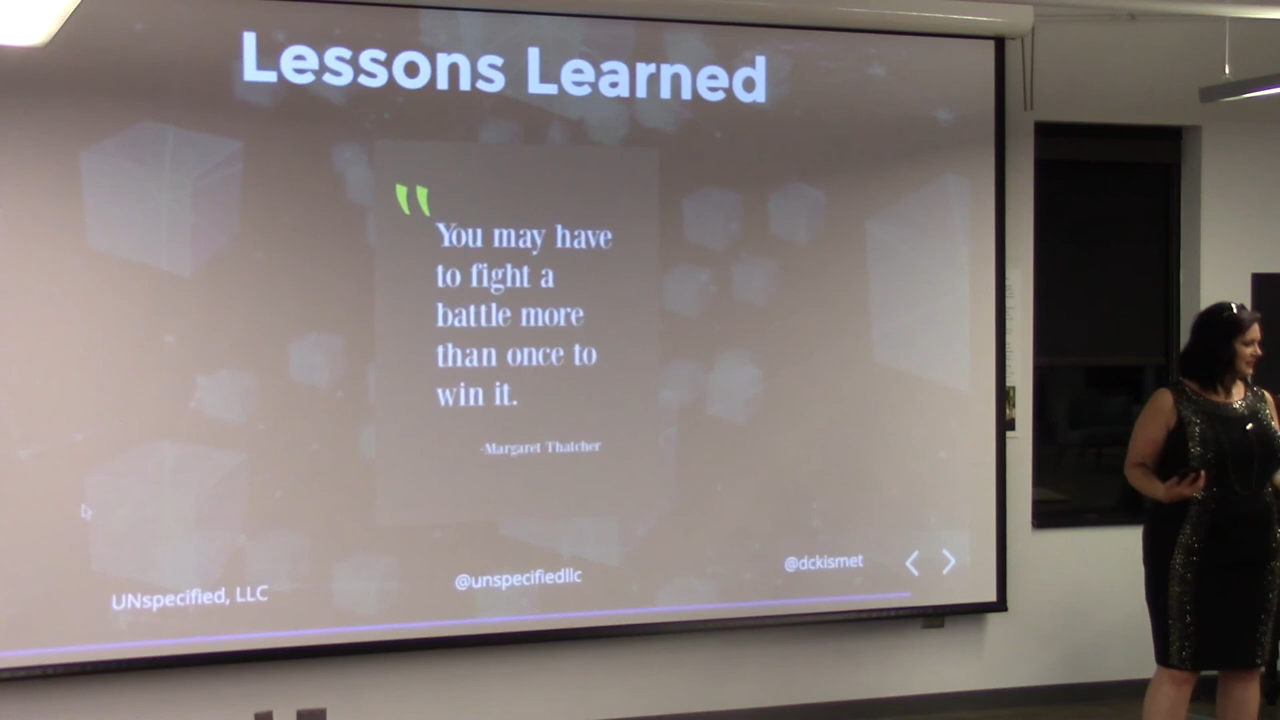 Lessons Learned
"
You may have
to fight a
battle more
than once to
win it.
-Margaret Thatcher
UNspecified, LLC
@unspecifiedllc
@dckismet